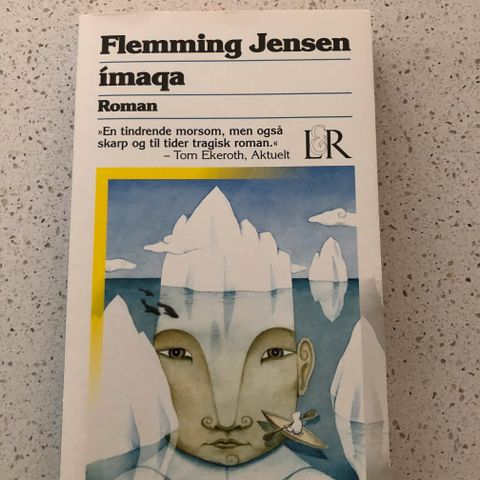 Flemming Jensen
ímaqa
Roman
»En tindrende morsom, men også
skarp og til tider tragisk roman.«
– Tom Ekeroth, Aktuelt
L&R